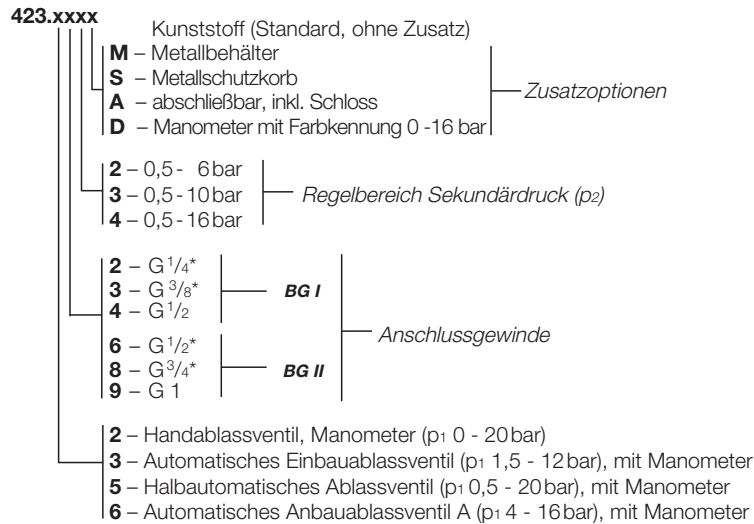 423.xxxx
Kunststoff (Standard, ohne Zusatz)
M – Metallbehälter
S – Metallschutzkorb
A – abschließbar, inkl. Schloss
D – Manometer mit Farbkennung 0 -16 bar
Zusatzoptionen
2 – 0,5 - 6 bar
3 – 0,5 - 10 bar
4 – 0,5 - 16 bar
Regelbereich Sekundärdruck (p2)
2 – G 1/4*
3 – G 3/8*
4 – G 1/2
BG I
6 – G 1/2*
8 – G 3/4*
9 – G 1
BG II
Anschlussgewinde
2 – Handablassventil, Manometer (p1 0 - 20 bar)
3 – Automatisches Einbauablassventil (p1 1,5 - 12 bar), mit Manometer
5 – Halbautomatisches Ablassventil (p1 0,5 - 20 bar), mit Manometer
6 – Automatisches Anbauablassventil A (p1 4 - 16 bar), mit Manometer